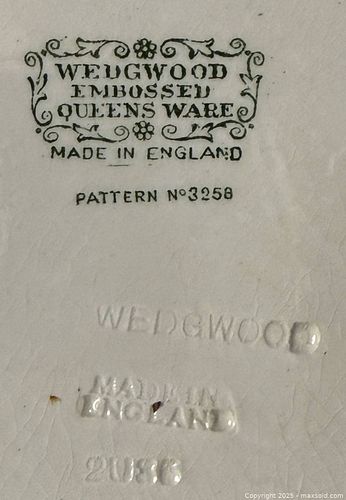 WEDGWOOD
EMBOSSED
QUEENS WARE
MADE IN ENGLAND
PATTERN Nº3258
WEDGWOOD
MADE IN
ENGLAND
Copyright 2025 - maxsold.com